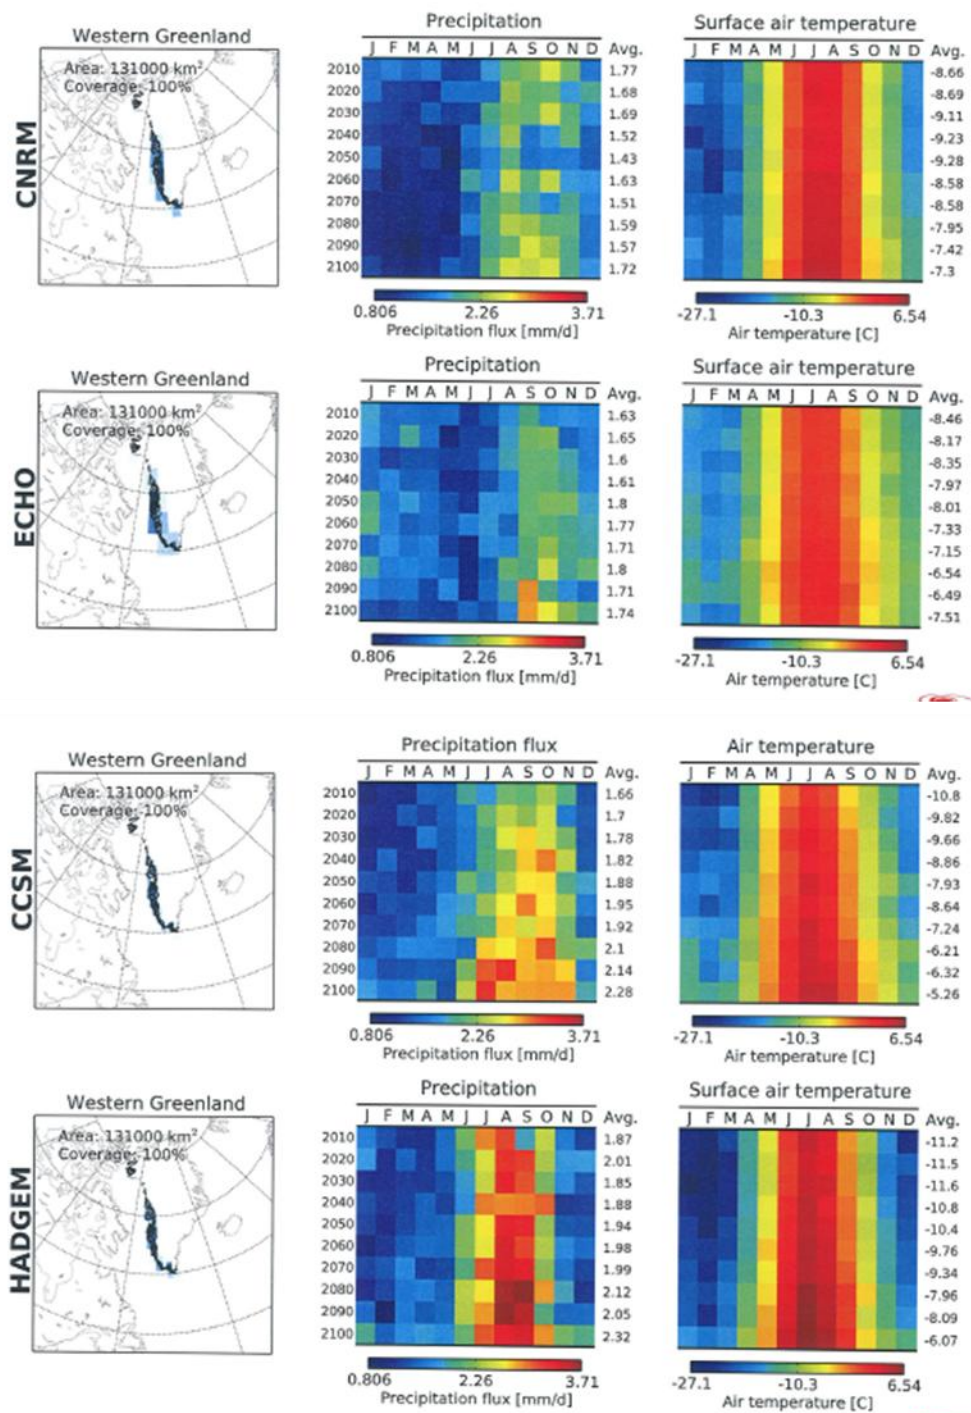 CNRM
Western Greenland
Area: 131000 km²
Coverage: 100%
Precipitation
J F M A M J J A S O N D Avg.
2010 1.77
2020 1.68
2030 1.69
2040 1.52
2050 1.43
2060 1.63
2070 1.51
2080 1.59
2090 1.57
2100 1.72
0.806 2.26 3.71
Precipitation flux [mm/d]
Surface air temperature
J F M A M J J A S O N D Avg.
-8.66
-8.69
-9.11
-9.23
-9.28
-8.58
-8.58
-7.95
-7.42
-7.3
-27.1 -10.3 6.54
Air temperature [C]
ECHO
Western Greenland
Area: 131000 km²
Coverage: 100%
Precipitation
J F M A M J J A S O N D Avg.
2010 1.63
2020 1.65
2030 1.6
2040 1.61
2050 1.8
2060 1.77
2070 1.71
2080 1.8
2090 1.71
2100 1.74
0.806 2.26 3.71
Precipitation flux [mm/d]
Surface air temperature
J F M A M J J A S O N D Avg.
-8.46
-8.17
-8.35
-7.97
-8.01
-7.33
-7.15
-6.54
-6.49
-7.51
-27.1 -10.3 6.54
Air temperature [C]
CCSM
Western Greenland
Area: 131000 km²
Coverage: 100%
Precipitation flux
J F M A M J J A S O N D Avg.
2010 1.66
2020 1.7
2030 1.78
2040 1.82
2050 1.88
2060 1.95
2070 1.92
2080 2.1
2090 2.14
2100 2.28
0.806 2.26 3.71
Precipitation flux [mm/d]
Air temperature
J F M A M J J A S O N D Avg.
-10.8
-9.82
-9.66
-8.86
-7.93
-8.64
-7.24
-6.21
-6.32
-5.26
-27.1 -10.3 6.54
Air temperature [C]
HADGEM
Western Greenland
Area: 131000 km²
Coverage: 100%
Precipitation
J F M A M J J A S O N D Avg.
2010 1.87
2020 2.01
2030 1.85
2040 1.88
2050 1.94
2060 1.98
2070 1.99
2080 2.12
2090 2.05
2100 2.32
0.806 2.26 3.71
Precipitation flux [mm/d]
Surface air temperature
J F M A M J J A S O N D Avg.
-11.2
-11.5
-11.6
-10.8
-10.4
-9.76
-9.34
-7.96
-8.09
-6.07
-27.1 -10.3 6.54
Air temperature [C]